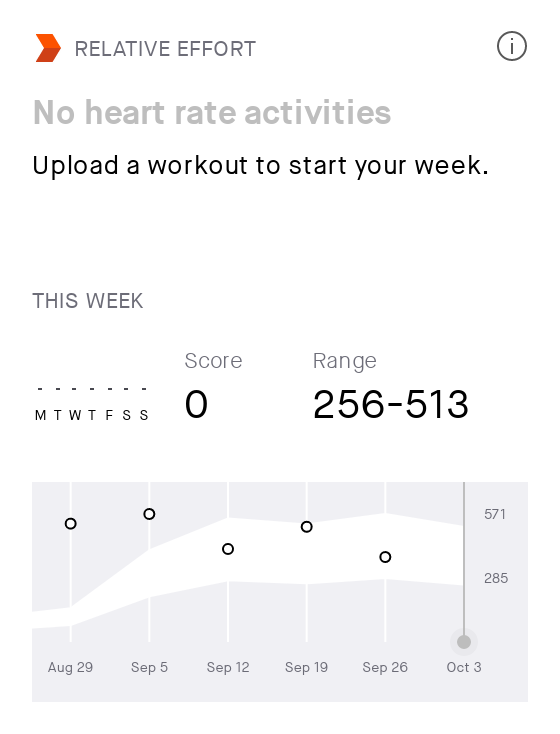 RELATIVE EFFORT
No heart rate activities
Upload a workout to start your week.
THIS WEEK
Score Range
- - - - - - -
M T W T F S S 0 256-513
571
285
Aug 29 Sep 5 Sep 12 Sep 19 Sep 26 Oct 3